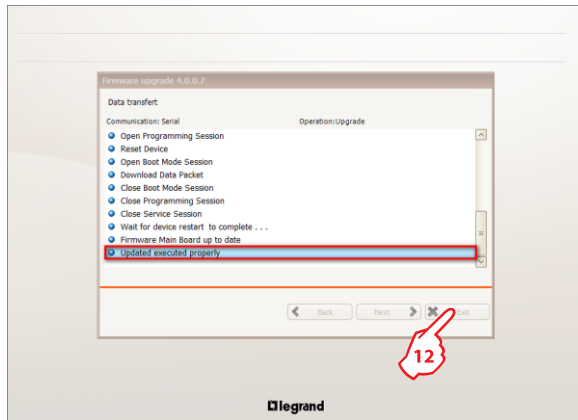 Firmware upgrade 4.0.0.7
Data transfert
Communication: Serial Operation:Upgrade
Open Programming Session
Reset Device
Open Boot Mode Session
Download Data Packet
Close Boot Mode Session
Close Programming Session
Close Service Session
Wait for device restart to complete . . .
Firmware Main Board up to date
Updated executed properly
Back Next Exit
12
legrand